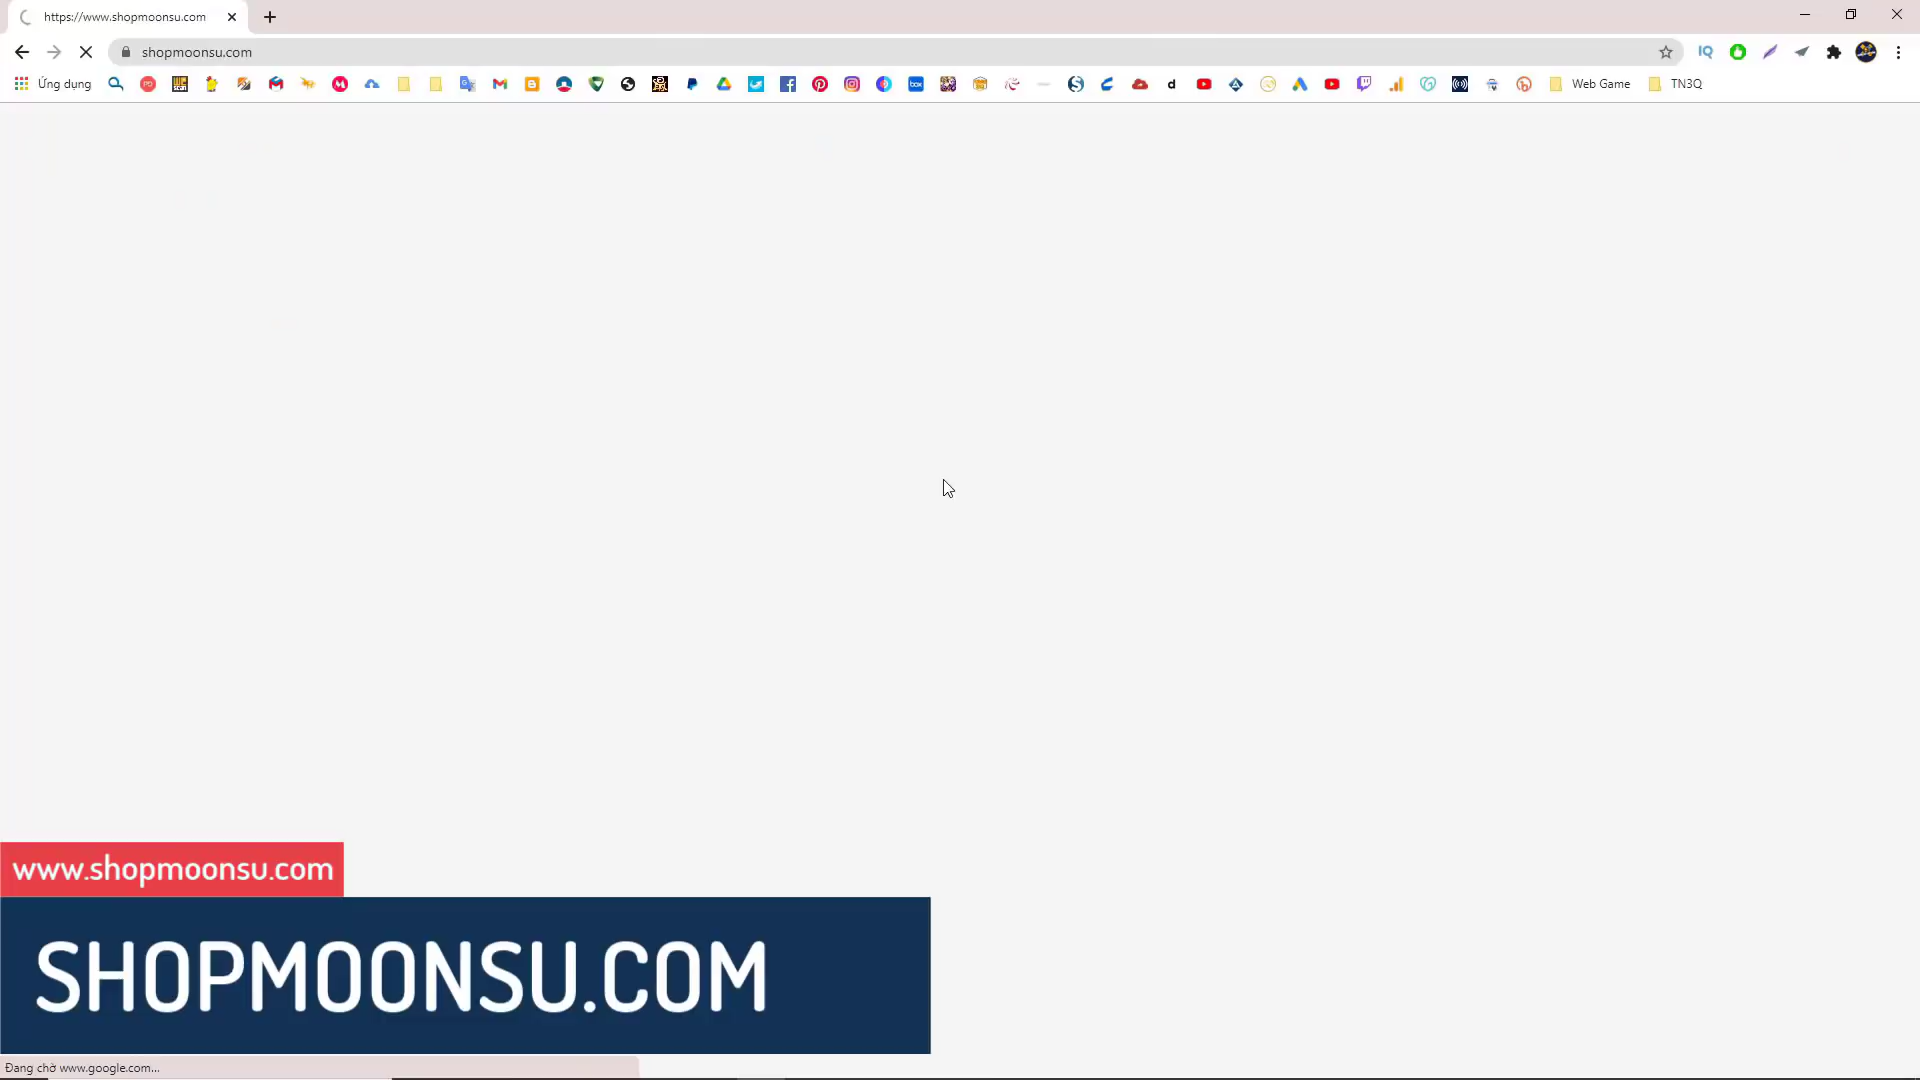 https://www.shopmoonsu.com
shopmoonsu.com
Ứng dụng
Web Game
TN3Q
www.shopmoonsu.com
SHOPMOONSU.COM
Đang chờ www.google.com...